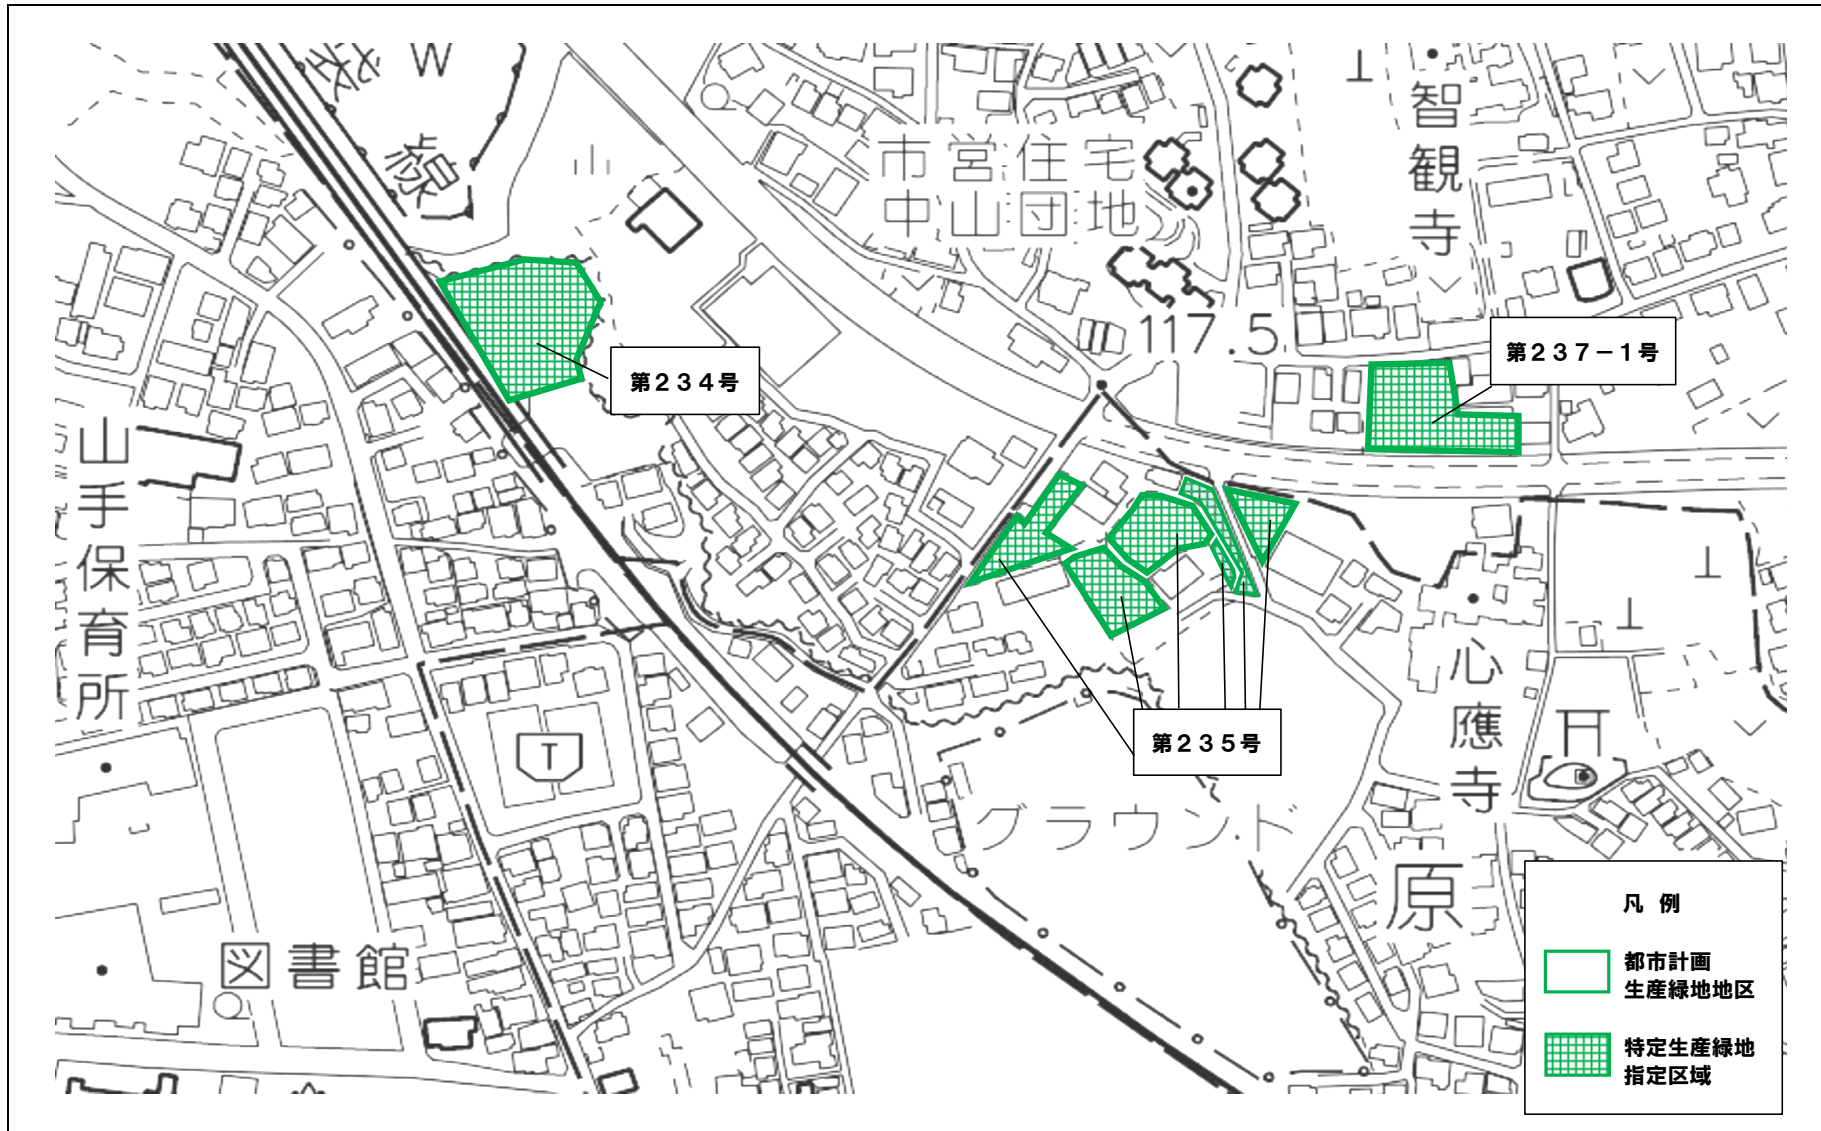 線
W
山
市営住宅
中山団地
智観寺
117.5
第237-1号
第234号
山手保育所
心應寺
第235号
T
グラウンド
原
図書館
凡 例
都市計画
生産緑地地区
特定生産緑地
指定区域